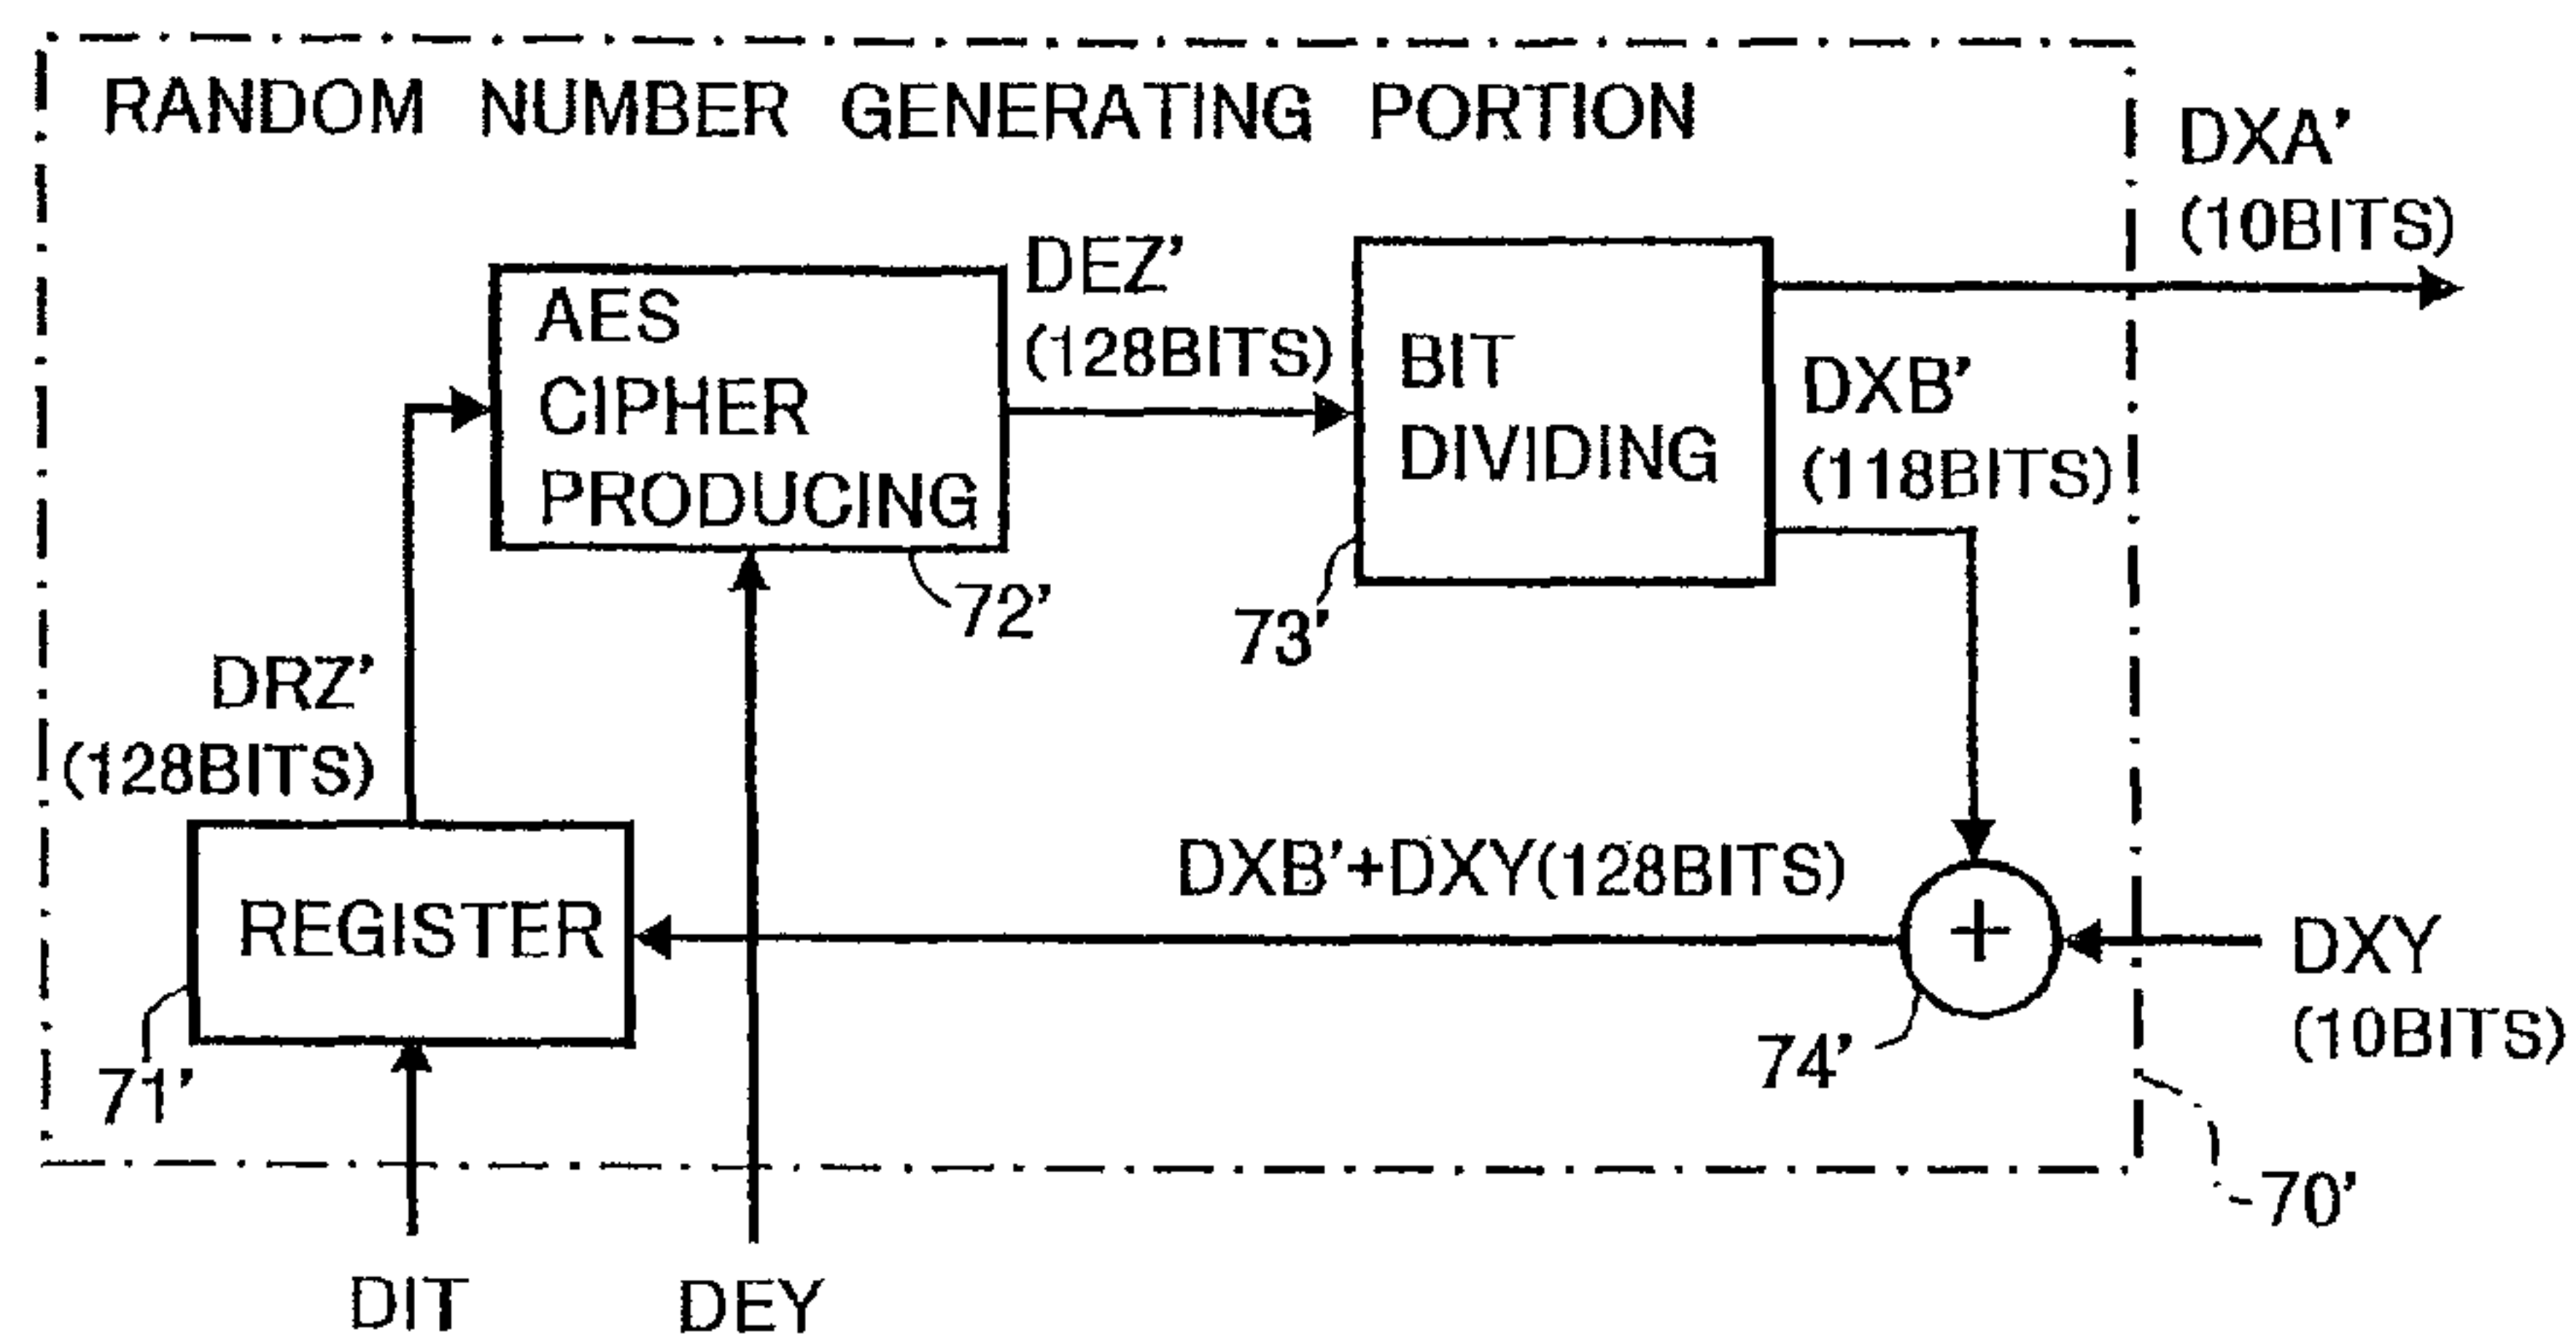 RANDOM NUMBER GENERATING PORTION
DXA'
(10BITS)
DEZ'
(128BITS)
AES
CIPHER
PRODUCING
BIT
DIVIDING
DXB'
(118BITS)
72'
73'
DRZ'
(128BITS)
DXB'+DXY(128BITS)
REGISTER
+
DXY
(10BITS)
71'
74'
70'
DIT
DEY